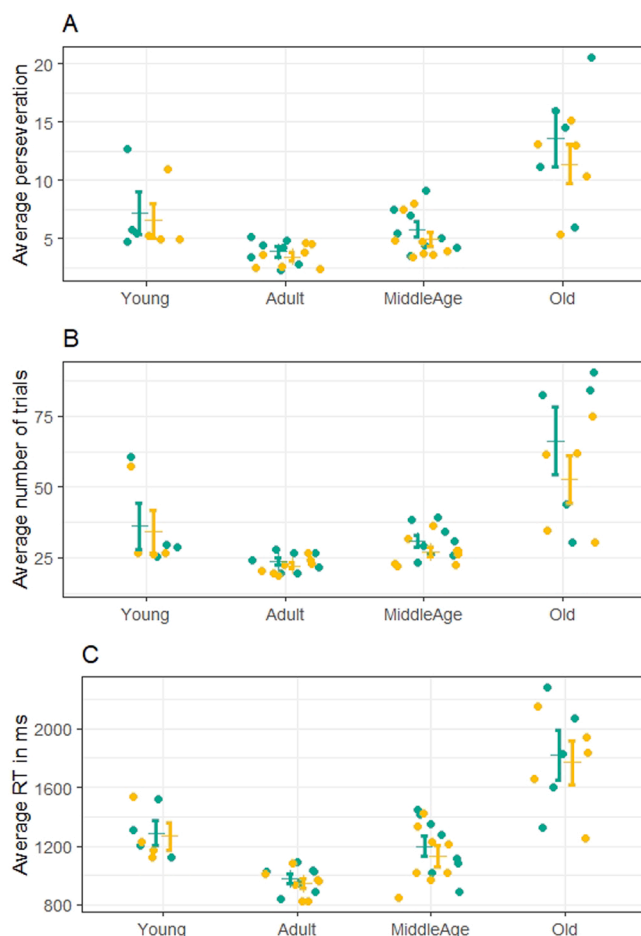 A
Average perseveration
20
15
10
5
Young Adult MiddleAge Old
B
Average number of trials
75
50
25
Young Adult MiddleAge Old
C
Average RT in ms
2000
1600
1200
800
Young Adult MiddleAge Old